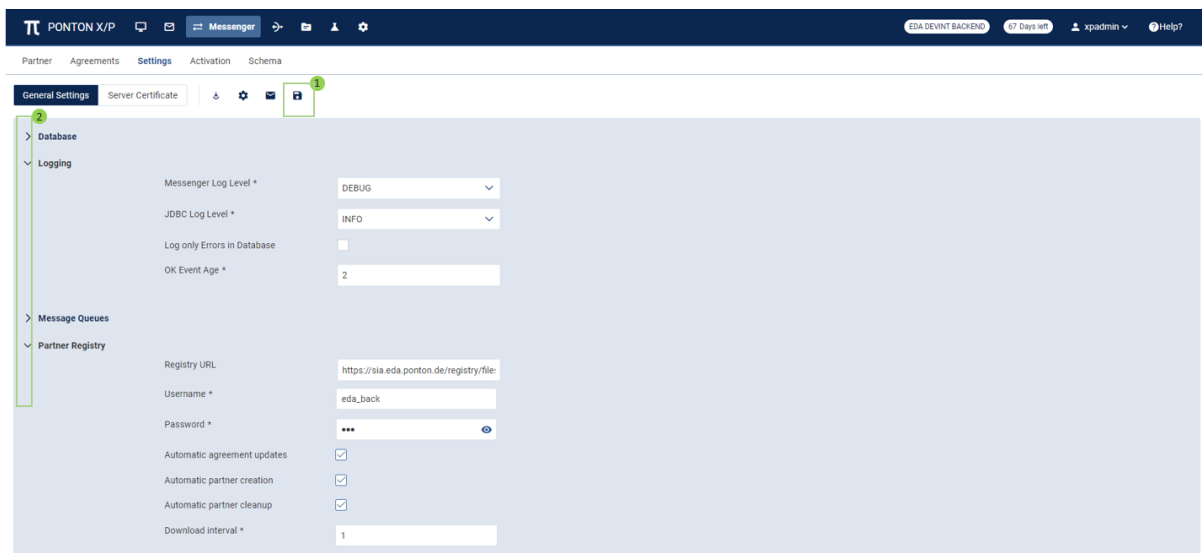 PONTON X/P Messenger EDA DEVINT BACKEND 67 Days left xpadmin Help?
Partner Agreements Settings Activation Schema
General Settings Server Certificate 1
2
Database
Logging
Messenger Log Level * DEBUG
JDBC Log Level * INFO
Log only Errors in Database
OK Event Age * 2
Message Queues
Partner Registry
Registry URL https://sia.eda.ponton.de/registry/file
Username * eda_back
Password * •••
Automatic agreement updates
Automatic partner creation
Automatic partner cleanup
Download interval * 1